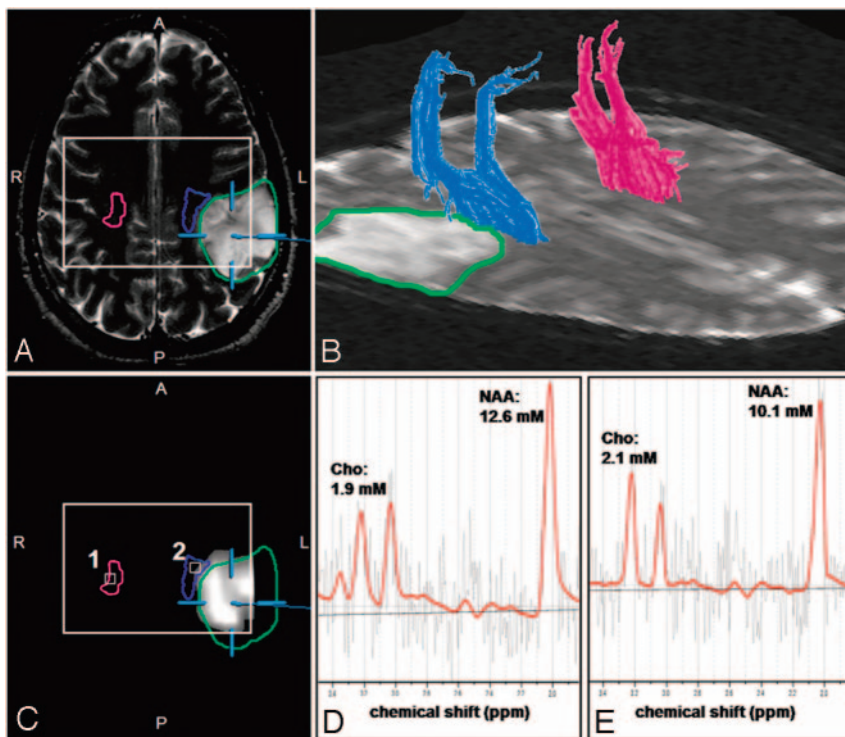 A
R
L
A
P
B
A
R
L
1
2
C
P
NAA:
12.6 mM
Cho:
1.9 mM
D
chemical shift (ppm)
NAA:
10.1 mM
Cho:
2.1 mM
E
chemical shift (ppm)